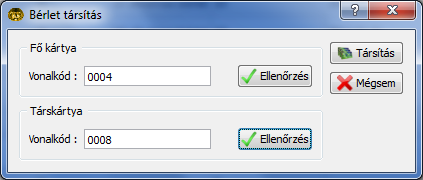 Bérlet társítás
Fő kártya
Vonalkód : 0004 Ellenőrzés
Társítás
Mégsem
Társkártya
Vonalkód : 0008 Ellenőrzés